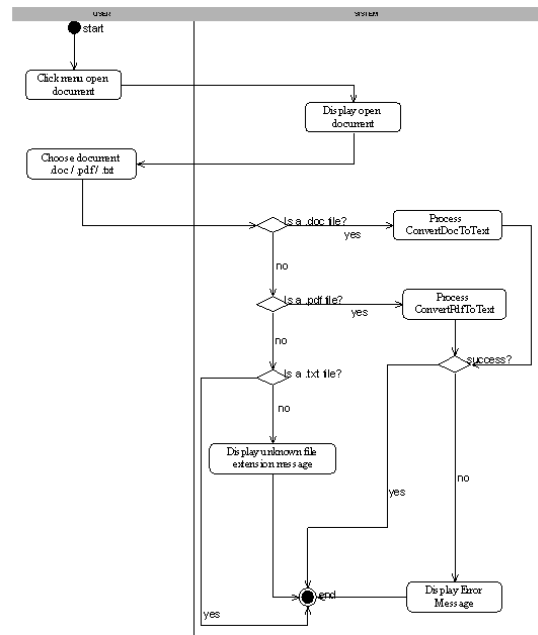 USER
SYSTEM
start
Click menu open
document
Display open
document
Choose document
.doc / .pdf / .txt
Is a .doc file?
yes
Process
ConvertDocToText
no
Is a .pdf file?
yes
Process
ConvertPdfToText
no
success?
Is a .txt file?
no
Display unknown file
extension message
yes
no
end
Display Error
Message
yes